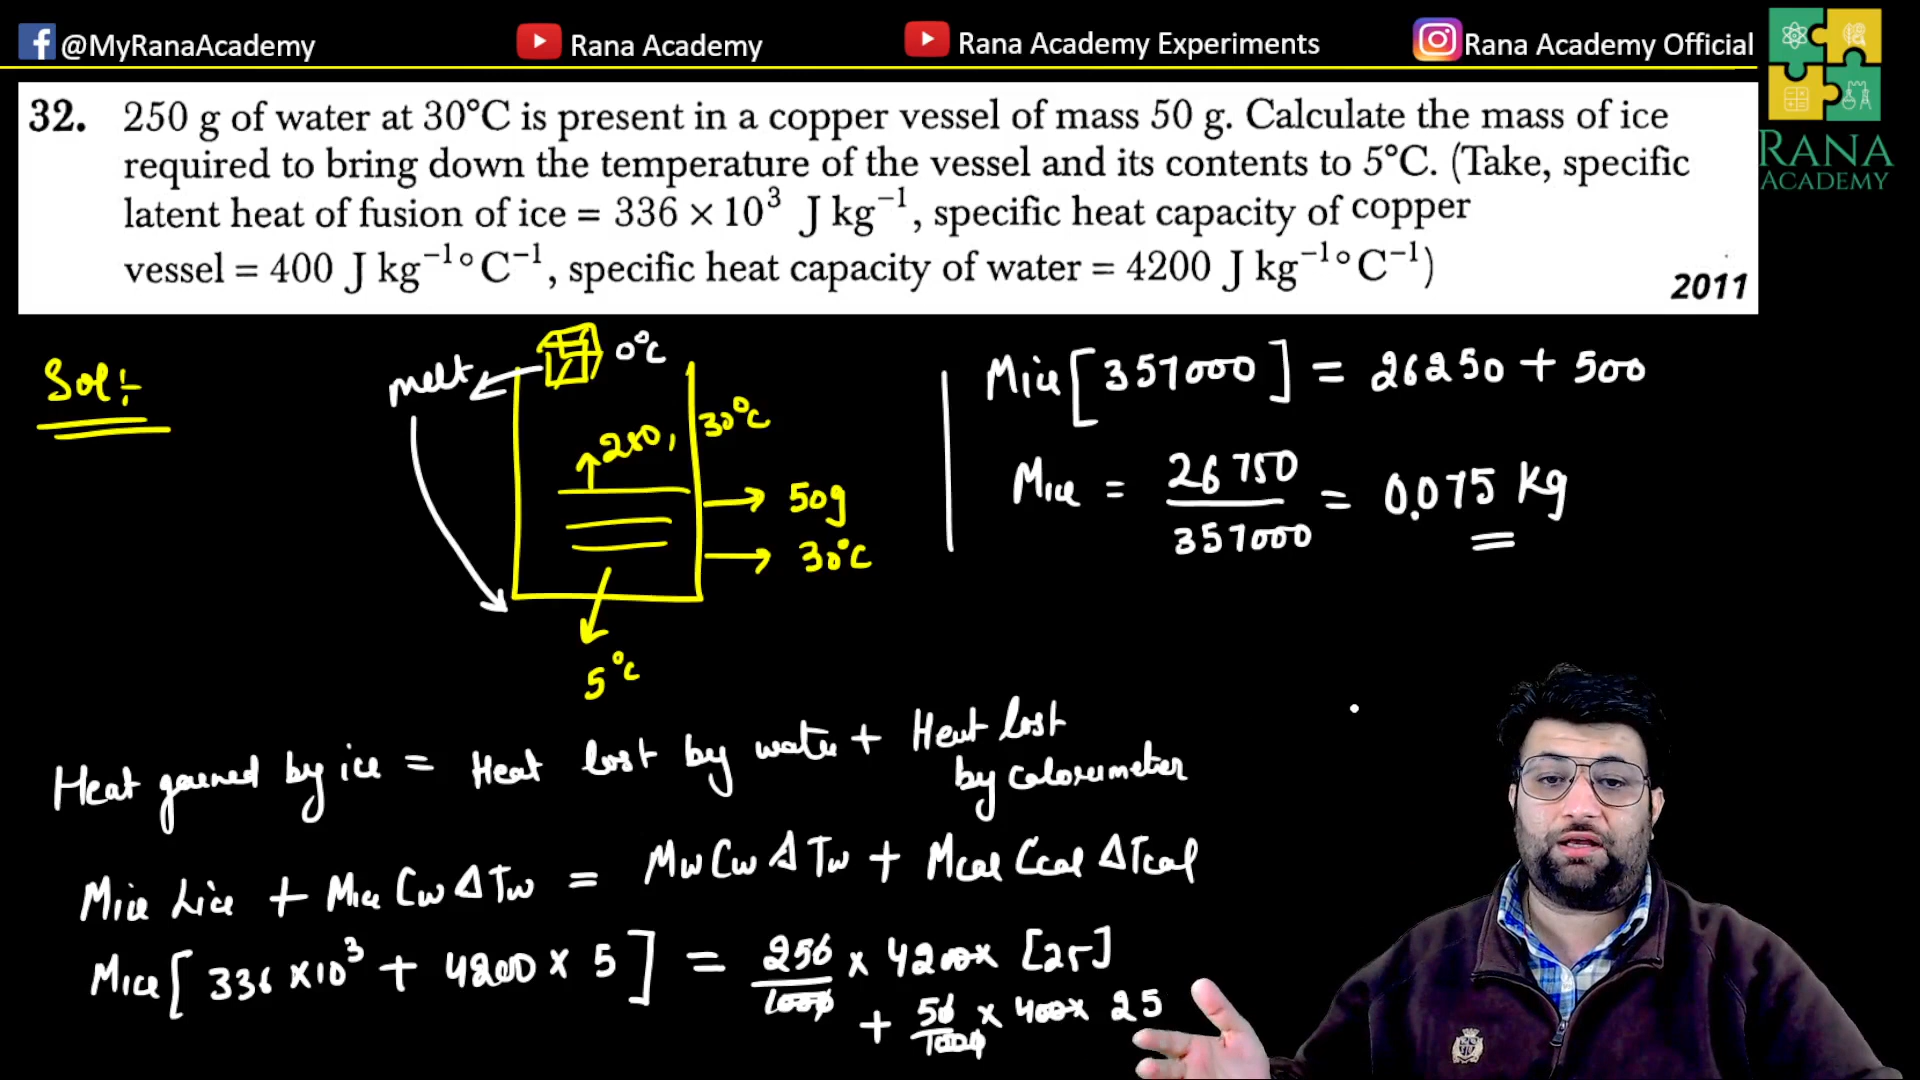 @MyRanaAcademy Rana Academy Rana Academy Experiments Rana Academy Official
RANA
ACADEMY
32. 250 g of water at 30°C is present in a copper vessel of mass 50 g. Calculate the mass of ice
required to bring down the temperature of the vessel and its contents to 5°C. (Take, specific
latent heat of fusion of ice = 336 × 10³ J kg⁻¹, specific heat capacity of copper
vessel = 400 J kg⁻¹°C⁻¹, specific heat capacity of water = 4200 J kg⁻¹°C⁻¹)
2011
Sol:-
melt
0°C
250, 30°C
50g
30°C
5°C
Mice [357000] = 26250 + 500
Mice = 26750 / 357000 = 0.075 Kg
Heat gained by ice = Heat lost by water + Heat lost
by calorimeter
Mice Lice + Mice Cw ΔTw = Mw Cw ΔTw + Mcal Ccal ΔTcal
Mice [336 ×10³ + 4200 × 5] = 250/1000 × 4200 × [25]
+ 50/1000 × 400 × 25